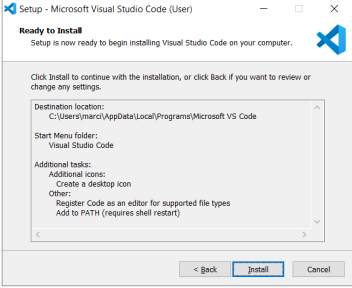 Setup - Microsoft Visual Studio Code (User)
Ready to Install
Setup is now ready to begin installing Visual Studio Code on your computer.
Click Install to continue with the installation, or click Back if you want to review or
change any settings.
Destination location:
C:\Users\marci\AppData\Local\Programs\Microsoft VS Code
Start Menu folder:
Visual Studio Code
Additional tasks:
Additional icons:
Create a desktop icon
Other:
Register Code as an editor for supported file types
Add to PATH (requires shell restart)
< Back
Install
Cancel